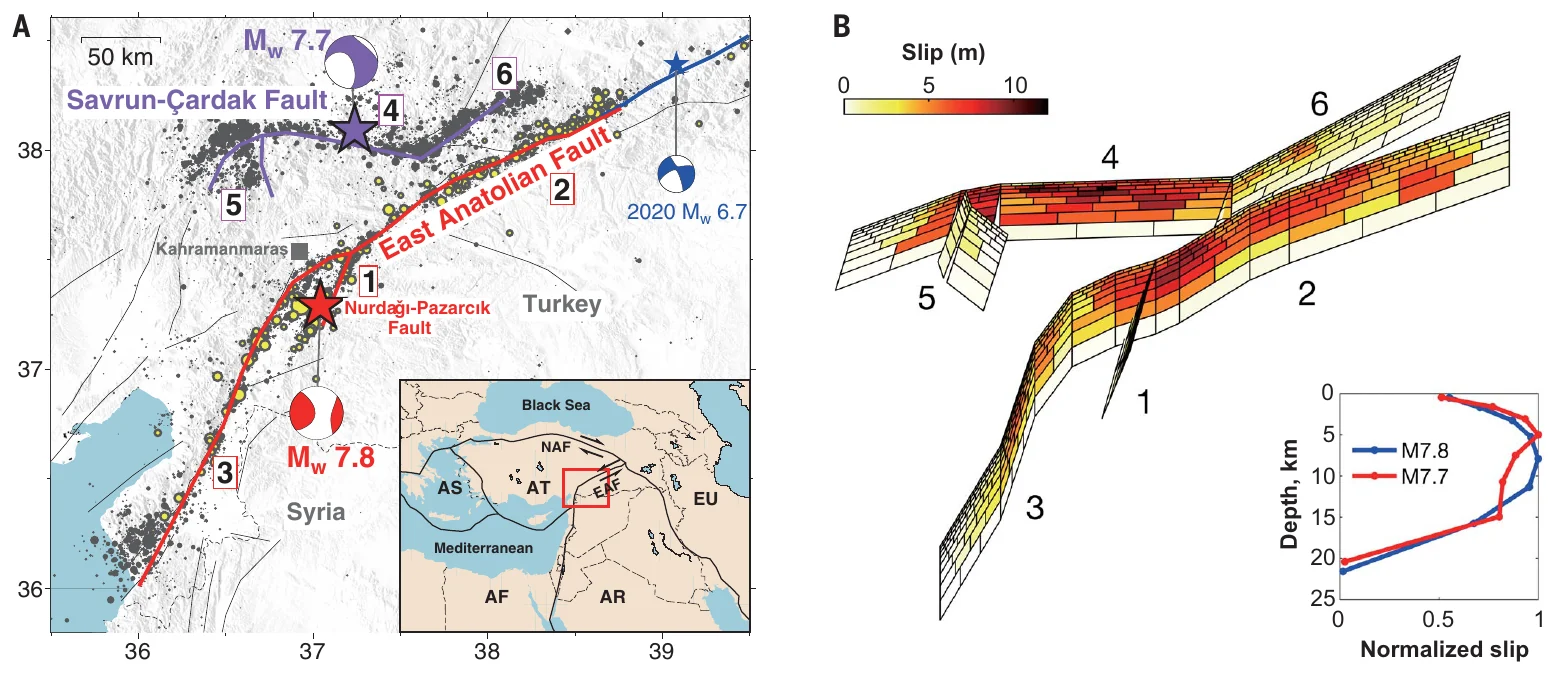 A
50 km
Mw 7.7
Savrun-Çardak Fault
4
6
5
38
37
36
36
37
38
39
East Anatolian Fault
2
2020 Mw 6.7
Kahramanmaraş
1
Nurdağı-Pazarcık
Fault
Turkey
Mw 7.8
3
Syria
Black Sea
NAF
AS
AT
EAF
EU
Mediterranean
AF
AR
B
Slip (m)
0
5
10
4
6
5
2
1
3
0
5
10
15
20
25
Depth, km
M7.8
M7.7
0
0.5
1
Normalized slip